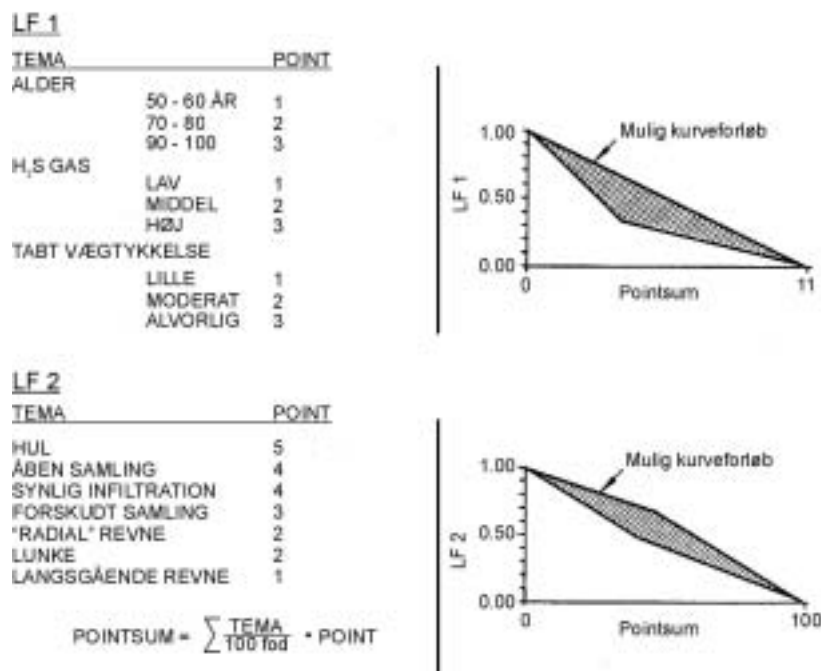 LF 1
TEMA POINT
ALDER
50 - 60 ÅR 1
70 - 80 2
90 - 100 3
H₂S GAS
LAV 1
MIDDEL 2
HØJ 3
TABT VÆGTYKKELSE
LILLE 1
MODERAT 2
ALVORLIG 3
1.00
Mulig kurveforløb
LF 1
0.50
0.00
0 11
Pointsum
LF 2
TEMA POINT
HUL 5
ÅBEN SAMLING 4
SYNLIG INFILTRATION 4
FORSKUDT SAMLING 3
"RADIAL" REVNE 2
LUNKE 2
LANGSGÅENDE REVNE 1
POINTSUM = ∑ TEMA / 100 fod • POINT
1.00
Mulig kurveforløb
LF 2
0.50
0.00
0 100
Pointsum